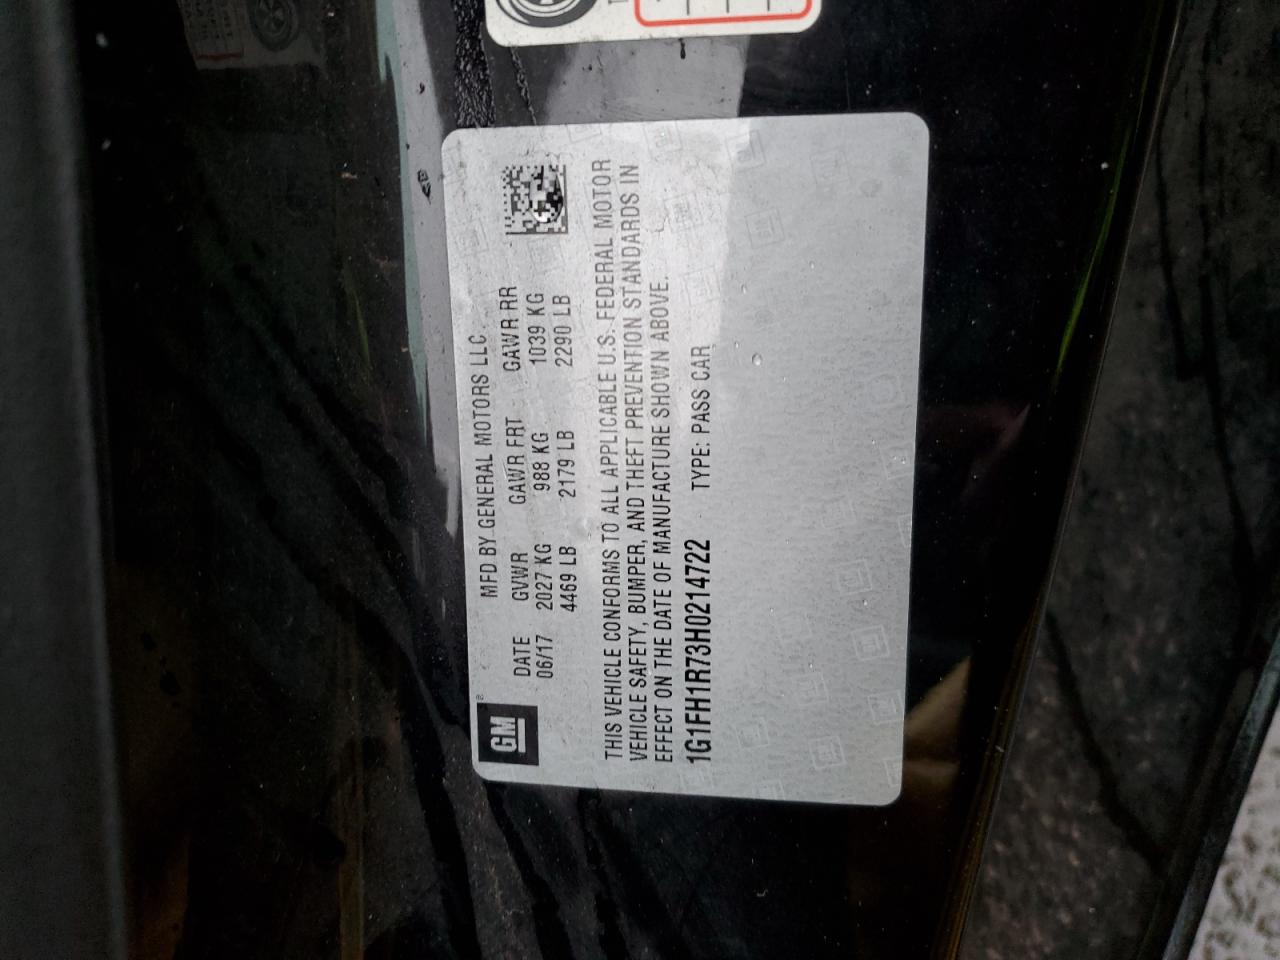 GM
MFD BY GENERAL MOTORS LLC
DATE GVWR GAWR FRT GAWR RR
06/17 2027 KG 988 KG 1039 KG
4469 LB 2179 LB 2290 LB
THIS VEHICLE CONFORMS TO ALL APPLICABLE U.S. FEDERAL MOTOR
VEHICLE SAFETY, BUMPER, AND THEFT PREVENTION STANDARDS IN
EFFECT ON THE DATE OF MANUFACTURE SHOWN ABOVE.
1G1FH1R73H0214722 TYPE: PASS CAR